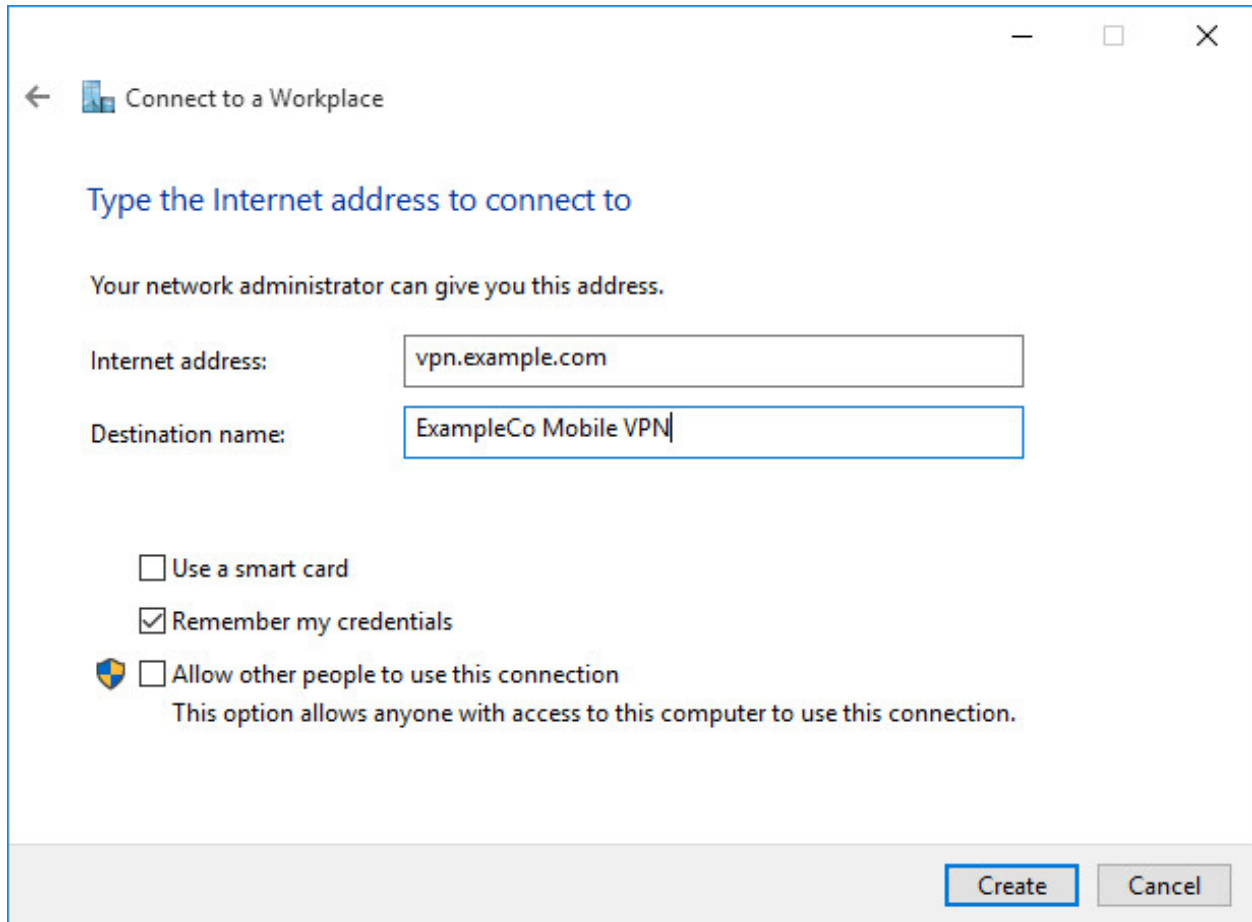 Connect to a Workplace
Type the Internet address to connect to
Your network administrator can give you this address.
Internet address: vpn.example.com
Destination name: ExampleCo Mobile VPN
Use a smart card
Remember my credentials
Allow other people to use this connection
This option allows anyone with access to this computer to use this connection.
Create Cancel